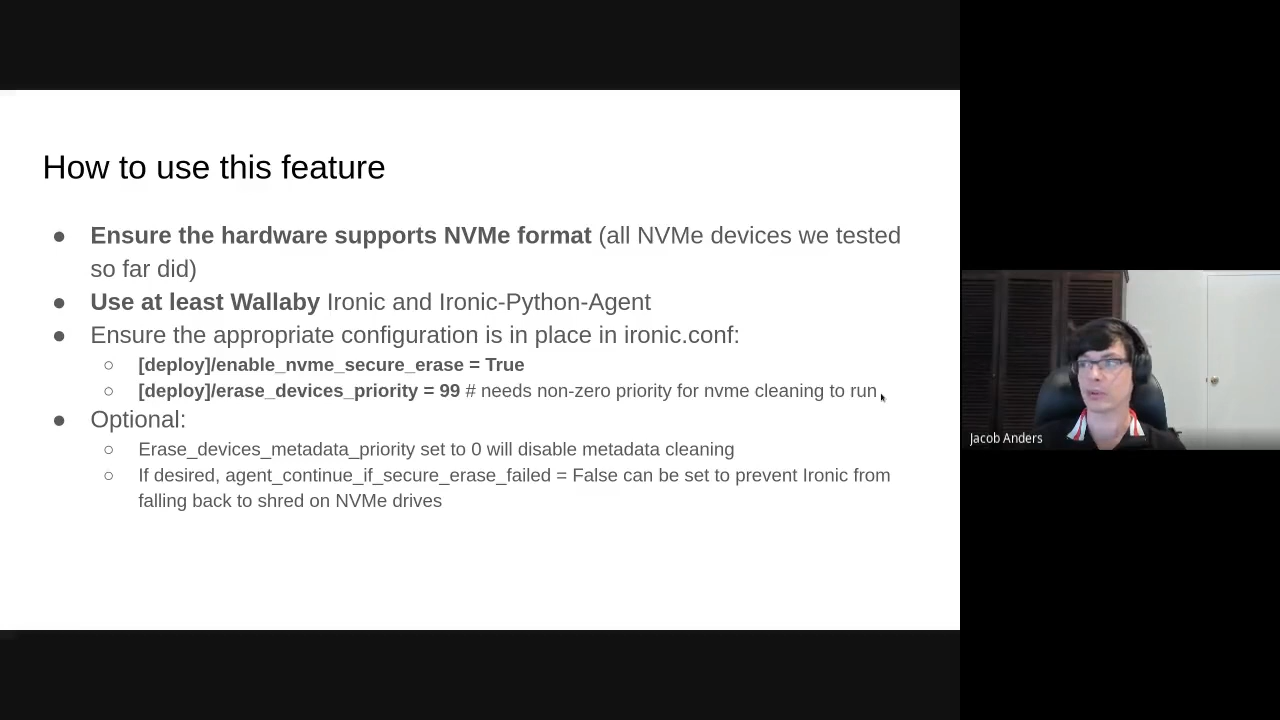 How to use this feature
● Ensure the hardware supports NVMe format (all NVMe devices we tested
so far did)
● Use at least Wallaby Ironic and Ironic-Python-Agent
● Ensure the appropriate configuration is in place in ironic.conf:
○ [deploy]/enable_nvme_secure_erase = True
○ [deploy]/erase_devices_priority = 99 # needs non-zero priority for nvme cleaning to run
● Optional:
○ Erase_devices_metadata_priority set to 0 will disable metadata cleaning
○ If desired, agent_continue_if_secure_erase_failed = False can be set to prevent Ironic from
falling back to shred on NVMe drives
Jacob Anders